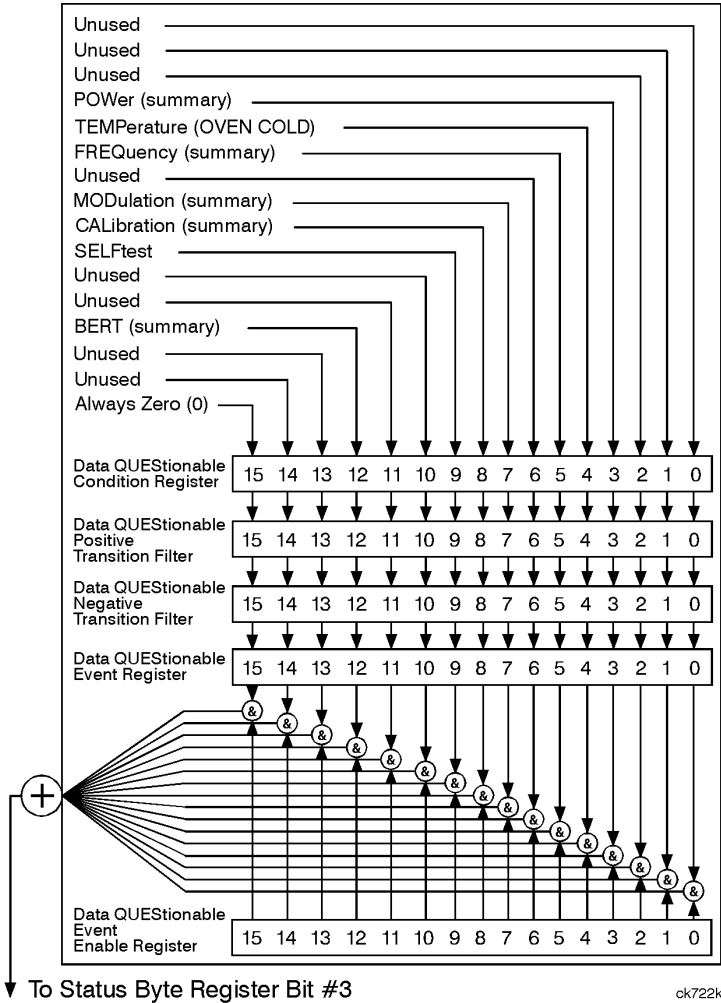 Unused
Unused
Unused
POWer (summary)
TEMPerature (OVEN COLD)
FREQuency (summary)
Unused
MODulation (summary)
CALibration (summary)
SELFtest
Unused
Unused
BERT (summary)
Unused
Unused
Always Zero (0)
Data QUEStionable
Condition Register
15 14 13 12 11 10 9 8 7 6 5 4 3 2 1 0
Data QUEStionable
Positive
Transition Filter
15 14 13 12 11 10 9 8 7 6 5 4 3 2 1 0
Data QUEStionable
Negative
Transition Filter
15 14 13 12 11 10 9 8 7 6 5 4 3 2 1 0
Data QUEStionable
Event Register
15 14 13 12 11 10 9 8 7 6 5 4 3 2 1 0
& & & & & & & & & & & & & & & &
+
Data QUEStionable
Event
Enable Register
15 14 13 12 11 10 9 8 7 6 5 4 3 2 1 0
To Status Byte Register Bit #3
ck722k